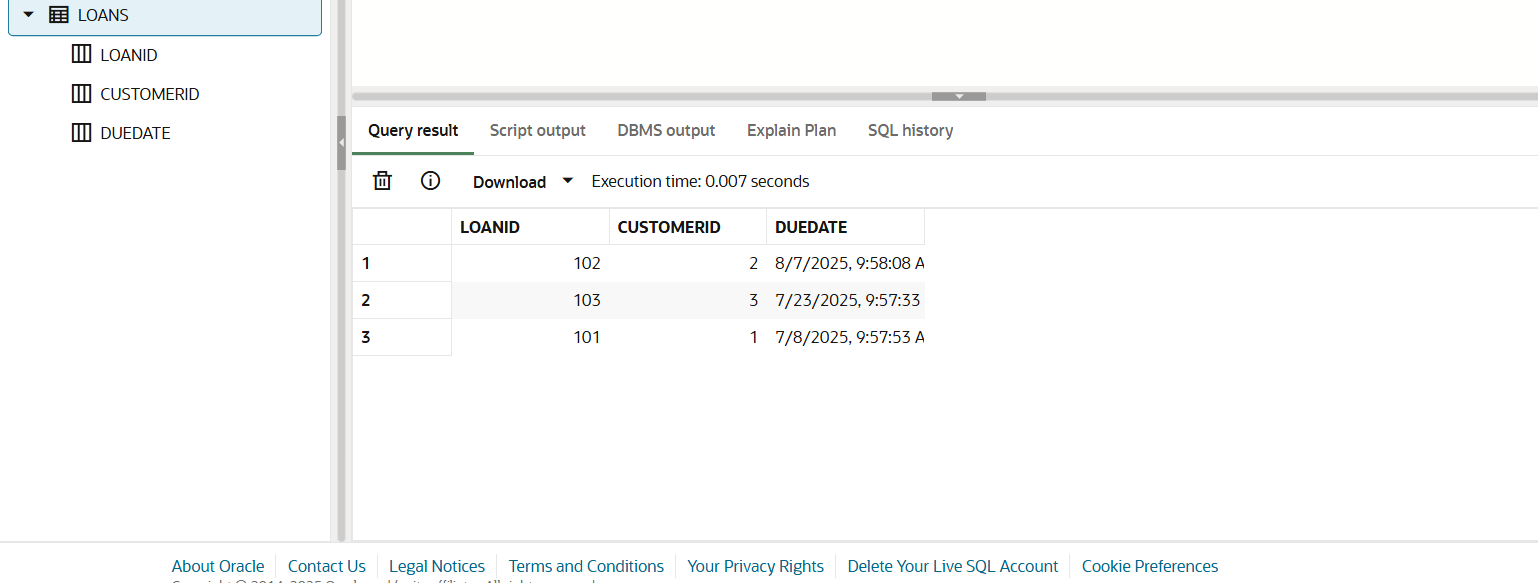 LOANS
LOANID
CUSTOMERID
DUEDATE
Query result Script output DBMS output Explain Plan SQL history
Download Execution time: 0.007 seconds
LOANID CUSTOMERID DUEDATE
1 102 2 8/7/2025, 9:58:08 A
2 103 3 7/23/2025, 9:57:33
3 101 1 7/8/2025, 9:57:53 A
About Oracle Contact Us Legal Notices Terms and Conditions Your Privacy Rights Delete Your Live SQL Account Cookie Preferences